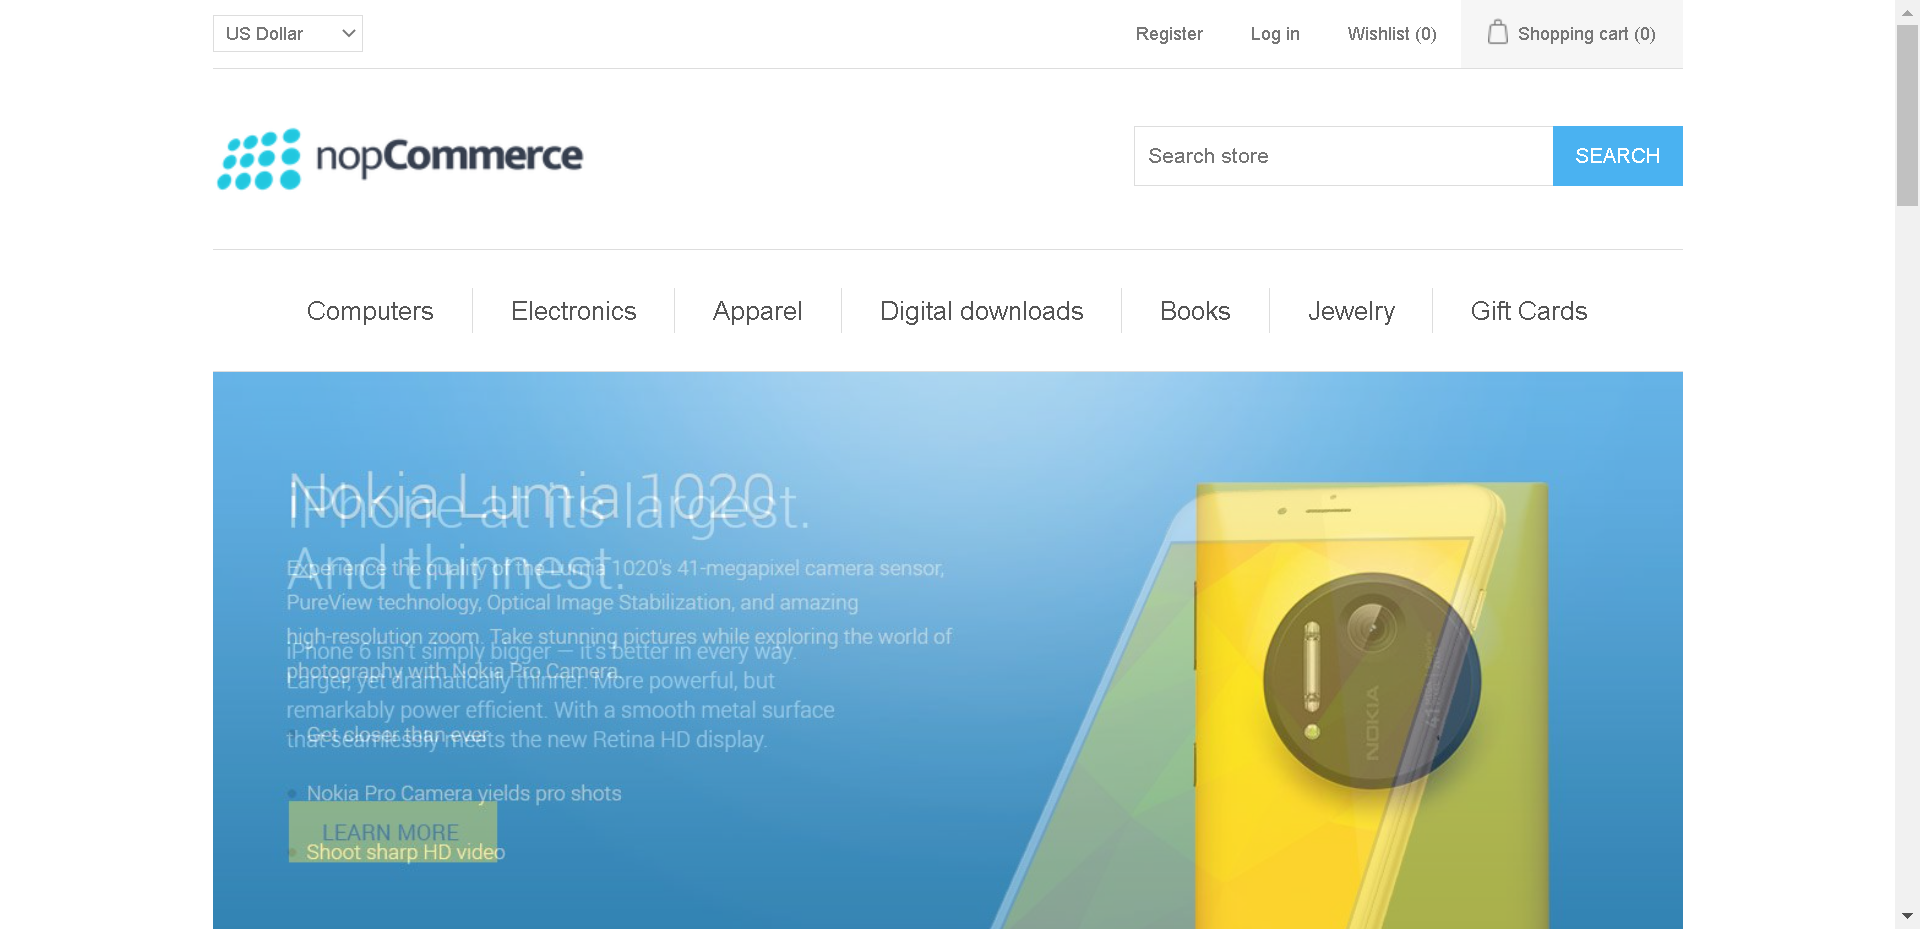 US Dollar
Register
Log in
Wishlist (0)
Shopping cart (0)
nopCommerce
Search store
SEARCH
Computers
Electronics
Apparel
Digital downloads
Books
Jewelry
Gift Cards
Nokia Lumia 1020
iPhone at its largest.
And thinnest.
Experience the quality of the Lumia 1020's 41-megapixel camera sensor,
PureView technology, Optical Image Stabilization, and amazing
high-resolution zoom. Take stunning pictures while exploring the world of
photography with Nokia Pro Camera.
iPhone 6 isn't simply bigger — it's better in every way.
Larger, yet dramatically thinner. More powerful, but
remarkably power efficient. With a smooth metal surface
that seamlessly meets the new Retina HD display.
Get closer than ever
Nokia Pro Camera yields pro shots
LEARN MORE
Shoot sharp HD video
NOKIA